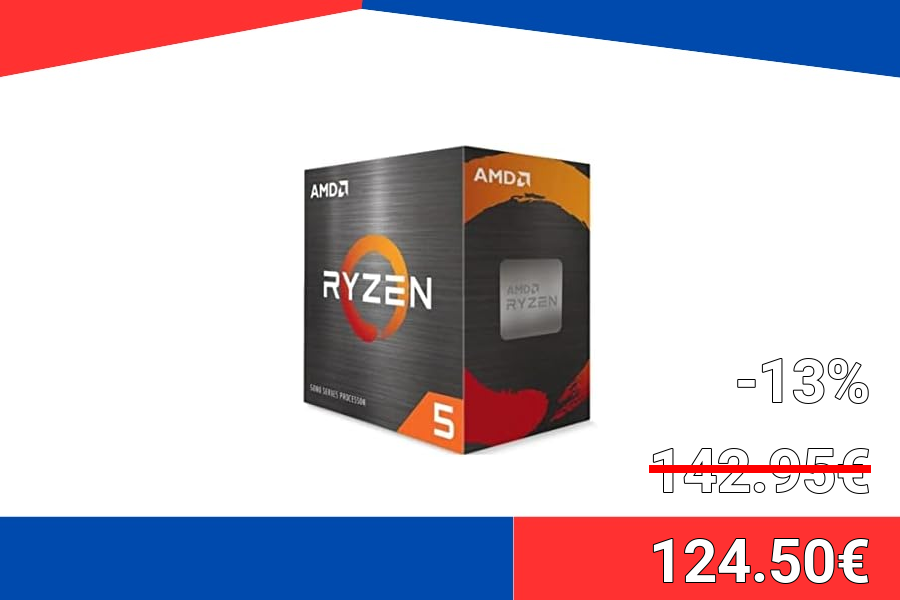 AMD
AMD
RYZEN
AMD
RYZEN
5000 SERIES PROCESSOR
5
-13%
142.95€
124.50€